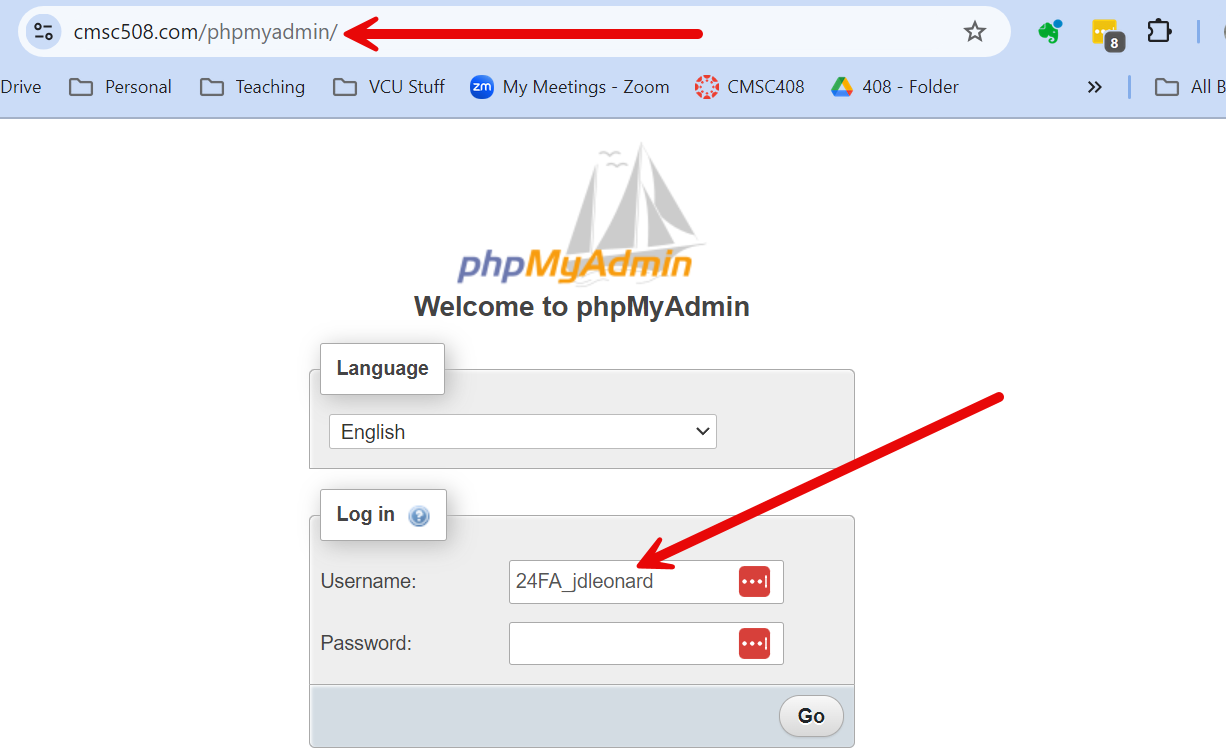 cmsc508.com/phpmyadmin/
8
Drive Personal Teaching VCU Stuff zm My Meetings - Zoom CMSC408 408 - Folder » All B
phpMyAdmin
Welcome to phpMyAdmin
Language
English
Log in ?
Username: 24FA_jdleonard
Password:
Go